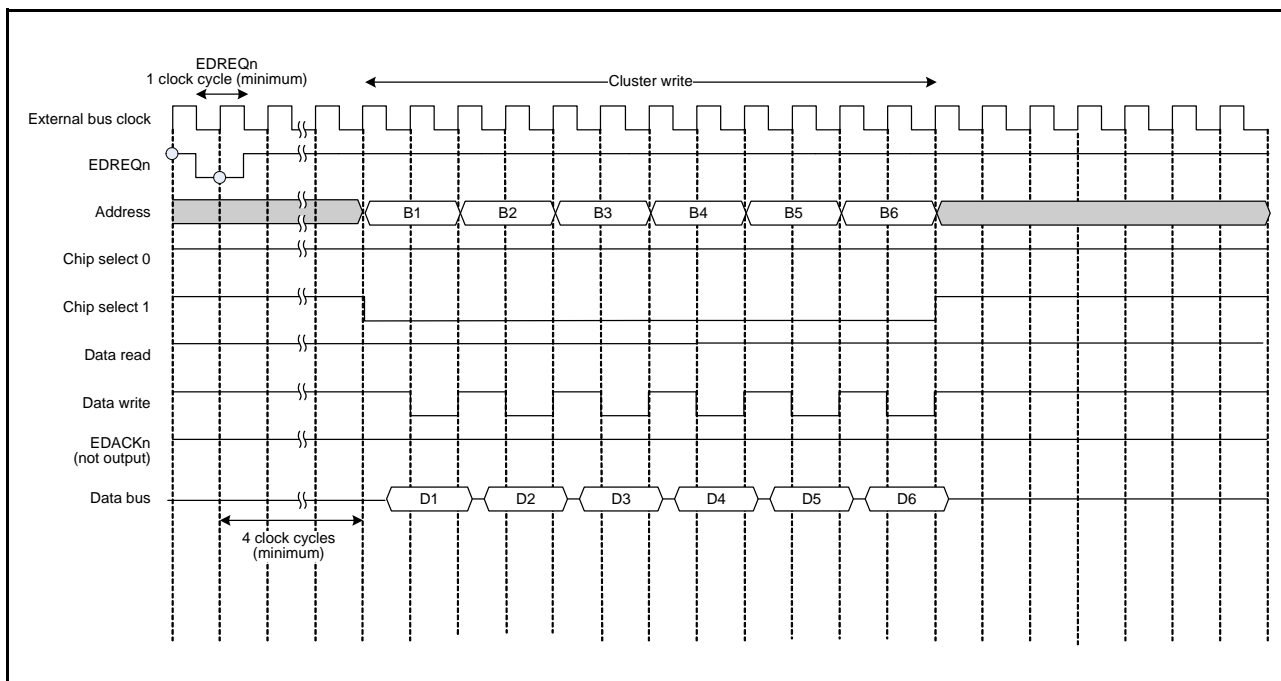 EDREQn
1 clock cycle (minimum)
Cluster write
External bus clock
EDREQn
Address
B1 B2 B3 B4 B5 B6
Chip select 0
Chip select 1
Data read
Data write
EDACKn
(not output)
Data bus
D1 D2 D3 D4 D5 D6
4 clock cycles
(minimum)